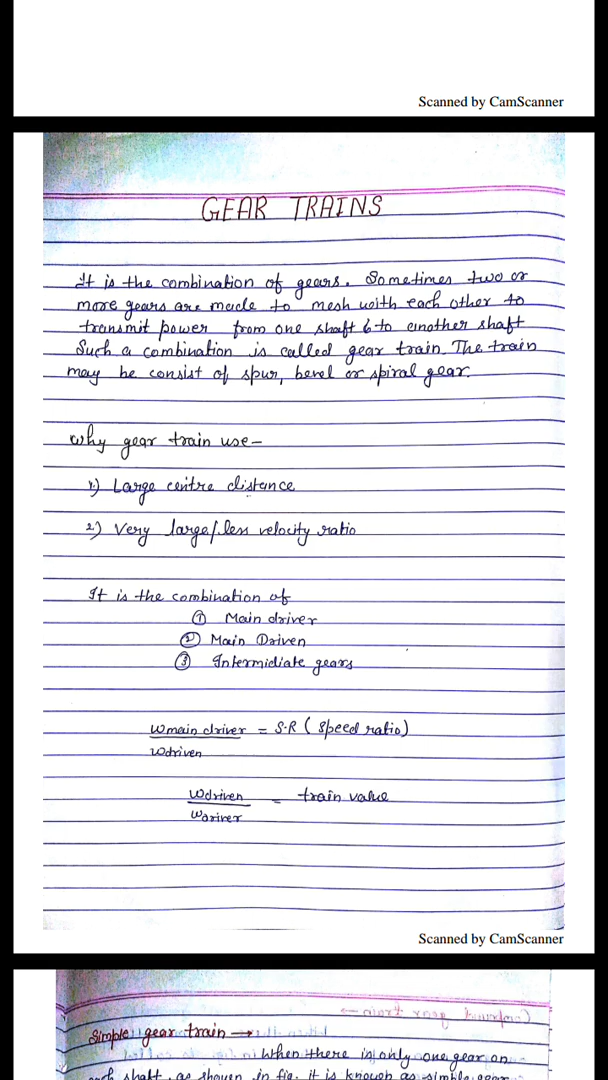 Scanned by CamScanner
GEAR TRAINS
It is the combination of gears. Sometimes two or
more gears are made to mesh with each other to
transmit power from one shaft to another shaft
Such a combination is called gear train. The train
may be consist of spur, bevel or spiral gear.
Why gear train use-
1.) Large centre distance
2.) Very large/less velocity ratio
It is the combination of
① Main driver
② Main Driven
③ Intermidiate gears
ωmain driver = S.R (Speed ratio)
ωdriven
ωdriven = train value
ωdriver
Scanned by CamScanner
Simple gear train →
When there is only one gear on
each shaft, as shown in fig. it is known as simple gear